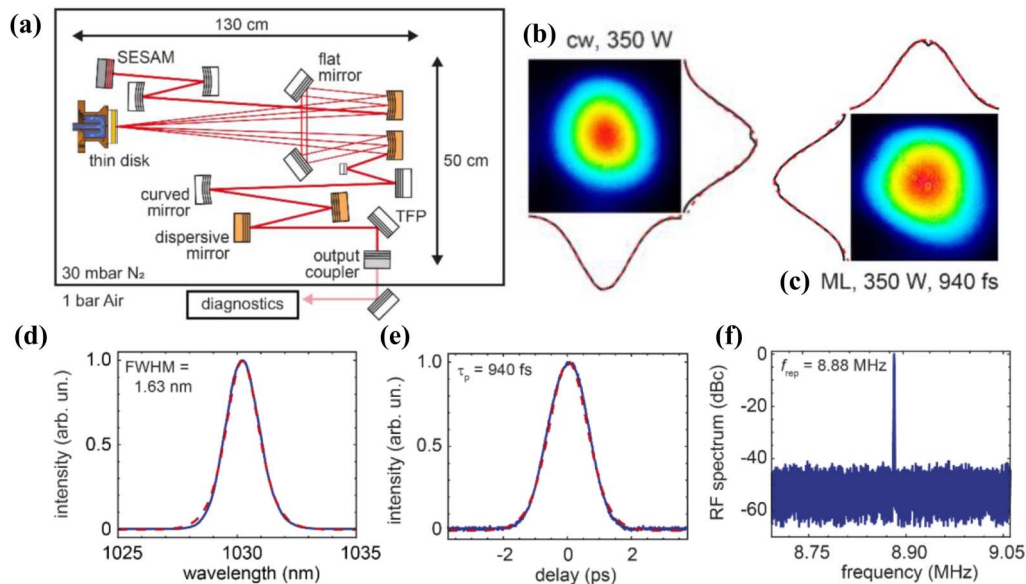 (a)
130 cm
SESAM
flat
mirror
thin disk
50 cm
curved
mirror
TFP
dispersive
mirror
output
coupler
30 mbar N₂
1 bar Air
diagnostics
(b)
cw, 350 W
(c) ML, 350 W, 940 fs
(d)
FWHM =
1.63 nm
intensity (arb. un.)
1.0
0.5
0
1025
1030
1035
wavelength (nm)
(e)
τp = 940 fs
intensity (arb. un.)
1.0
0.5
0
-2
0
2
delay (ps)
(f)
frep = 8.88 MHz
RF spectrum (dBc)
0
-20
-40
-60
8.75
8.90
9.05
frequency (MHz)